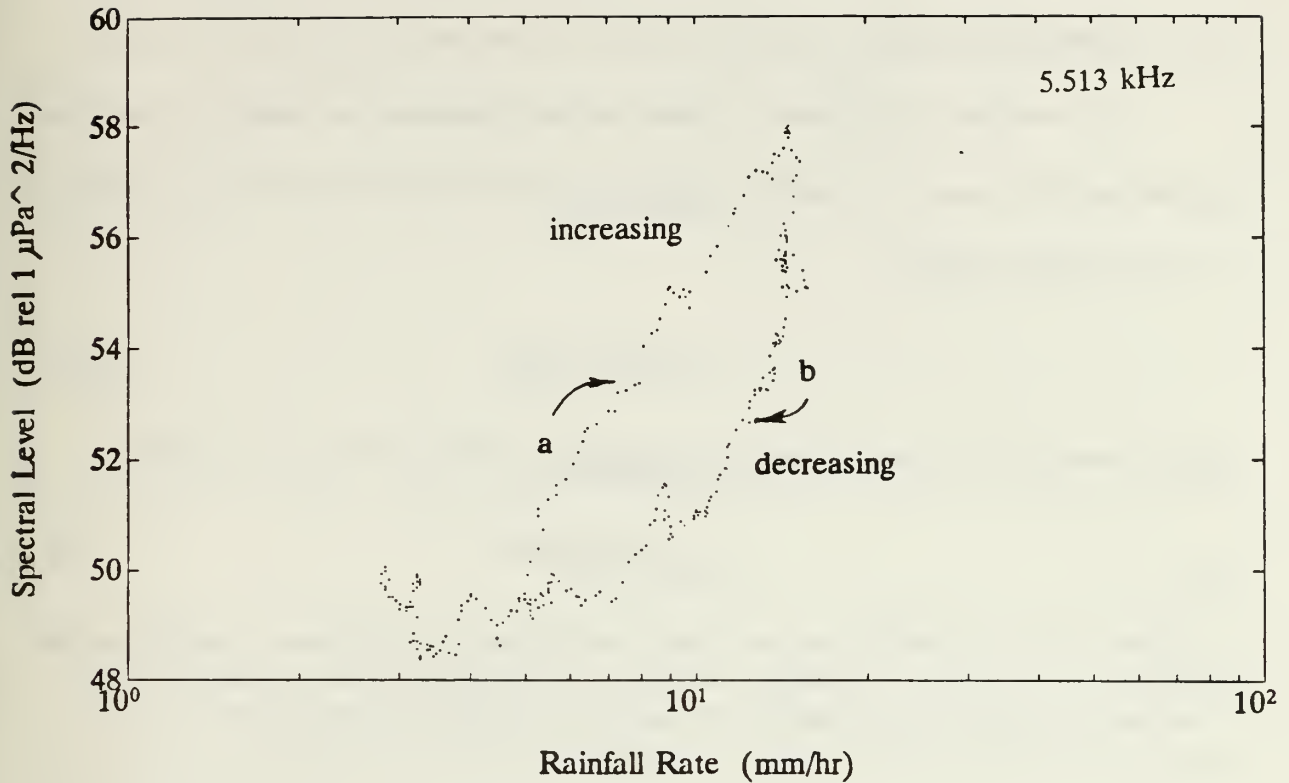 60
5.513 kHz
58
56
54
52
50
48
Spectral Level (dB rel 1 µPa^ 2/Hz)
increasing
a
b
decreasing
10⁰
10¹
10²
Rainfall Rate (mm/hr)